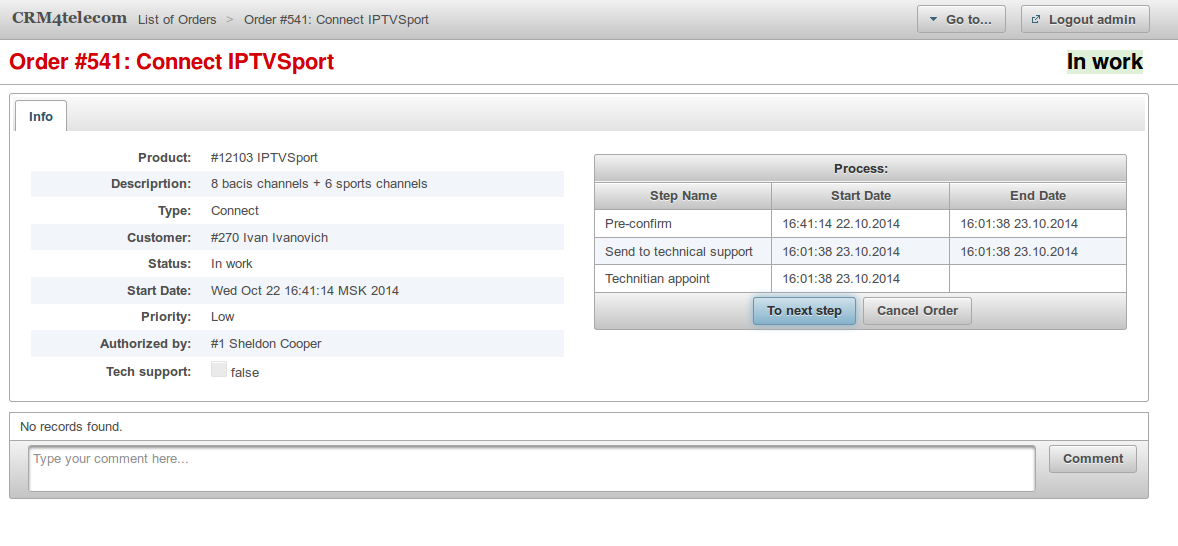 CRM4telecom List of Orders > Order #541: Connect IPTVSport Go to... Logout admin
Order #541: Connect IPTVSport In work
Info
Product: #12103 IPTVSport
Descriprtion: 8 bacis channels + 6 sports channels
Type: Connect
Customer: #270 Ivan Ivanovich
Status: In work
Start Date: Wed Oct 22 16:41:14 MSK 2014
Priority: Low
Authorized by: #1 Sheldon Cooper
Tech support: false
Process:
Step Name Start Date End Date
Pre-confirm 16:41:14 22.10.2014 16:01:38 23.10.2014
Send to technical support 16:01:38 23.10.2014 16:01:38 23.10.2014
Technitian appoint 16:01:38 23.10.2014
To next step Cancel Order
No records found.
Type your comment here... Comment